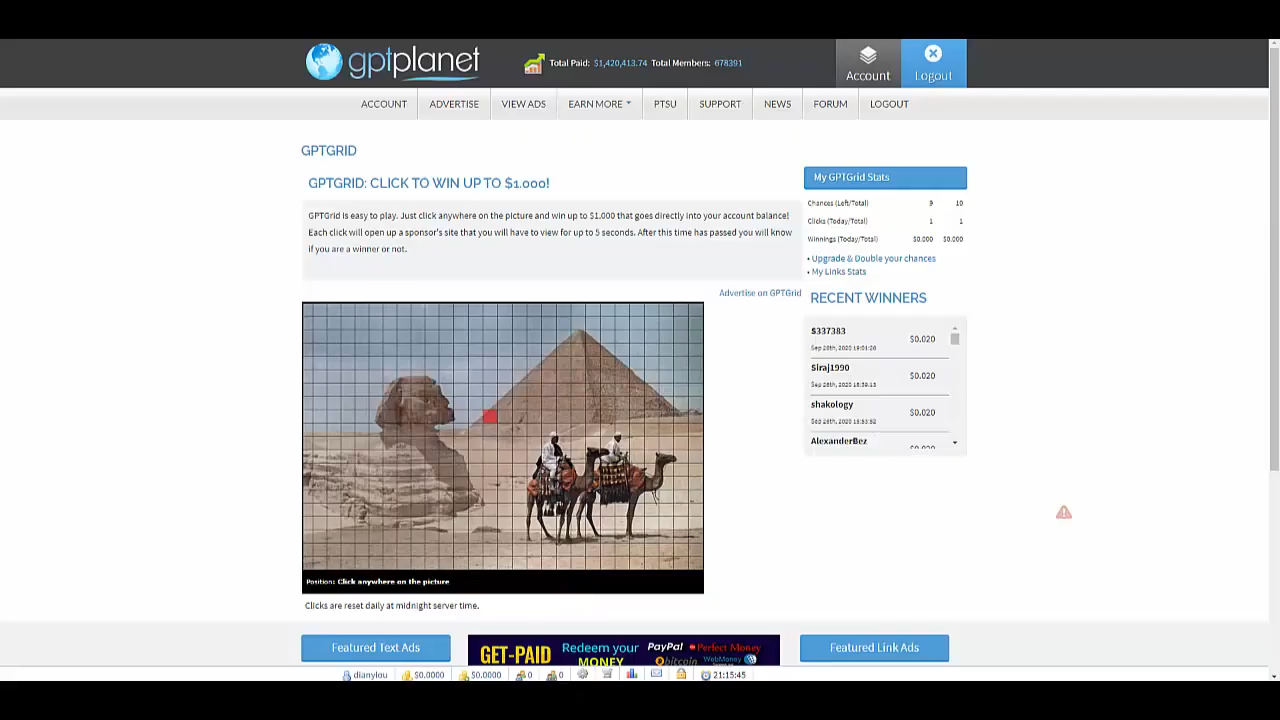 gptplanet
Total Paid: $1,420,413.74 Total Members: 678391
Account
Logout
ACCOUNT ADVERTISE VIEW ADS EARN MORE PTSU SUPPORT NEWS FORUM LOGOUT
GPTGRID
GPTGRID: CLICK TO WIN UP TO $1.000!
GPTGrid is easy to play. Just click anywhere on the picture and win up to $1.000 that goes directly into your account balance!
Each click will open up a sponsor's site that you will have to view for up to 5 seconds. After this time has passed you will know
if you are a winner or not.
Advertise on GPTGrid
Position: Click anywhere on the picture
Clicks are reset daily at midnight server time.
My GPTGrid Stats
Chances (Left/Total) 9 10
Clicks (Today/Total) 1 1
Winnings (Today/Total) $0.000 $0.000
• Upgrade & Double your chances
• My Links Stats
RECENT WINNERS
S337383 $0.020
Siraj1990 $0.020
shakology $0.020
AlexanderBez $0.020
Featured Text Ads
GET-PAID
Redeem your
MONEY
PayPal Perfect Money
bitcoin WebMoney
Featured Link Ads
dianylou $0.0000 $0.0000 0 0 21:15:45